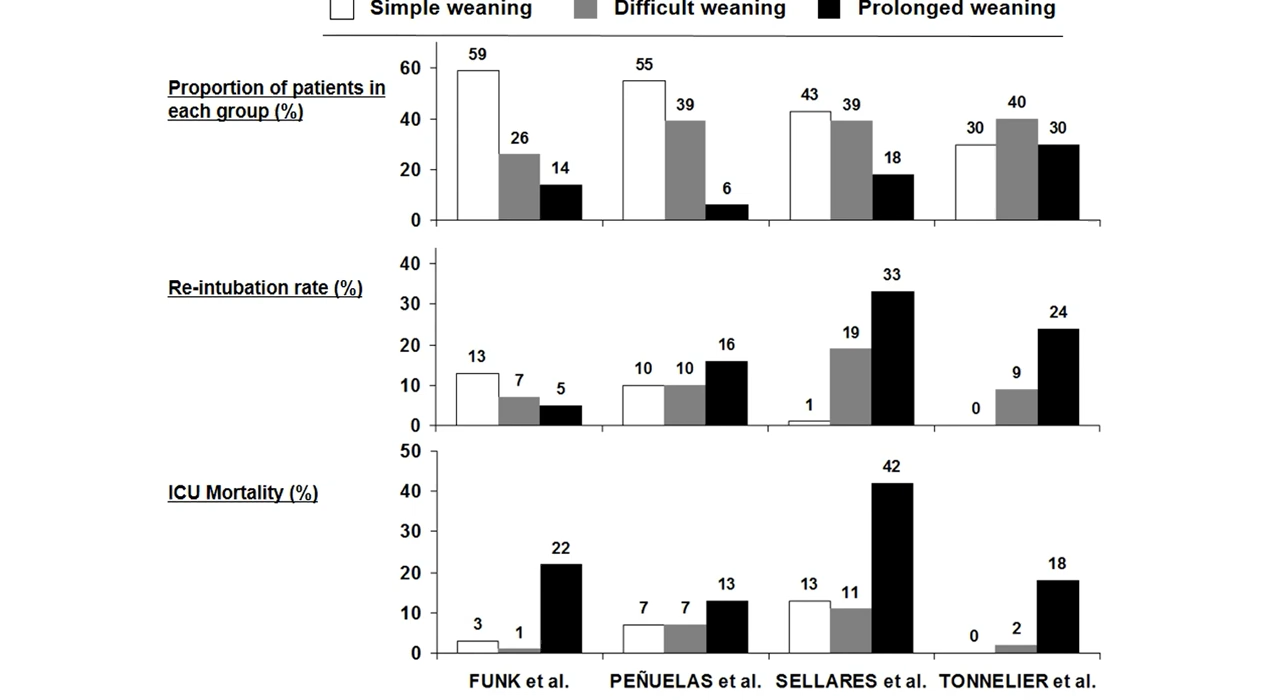 Simple weaning Difficult weaning Prolonged weaning
Proportion of patients in
each group (%)
60
40
20
0
59 26 14
55 39 6
43 39 18
30 40 30
Re-intubation rate (%)
40
30
20
10
0
13 7 5
10 10 16
1 19 33
0 9 24
ICU Mortality (%)
50
40
30
20
10
0
3 1 22
7 7 13
13 11 42
0 2 18
FUNK et al. PEÑUELAS et al. SELLARES et al. TONNELIER et al.